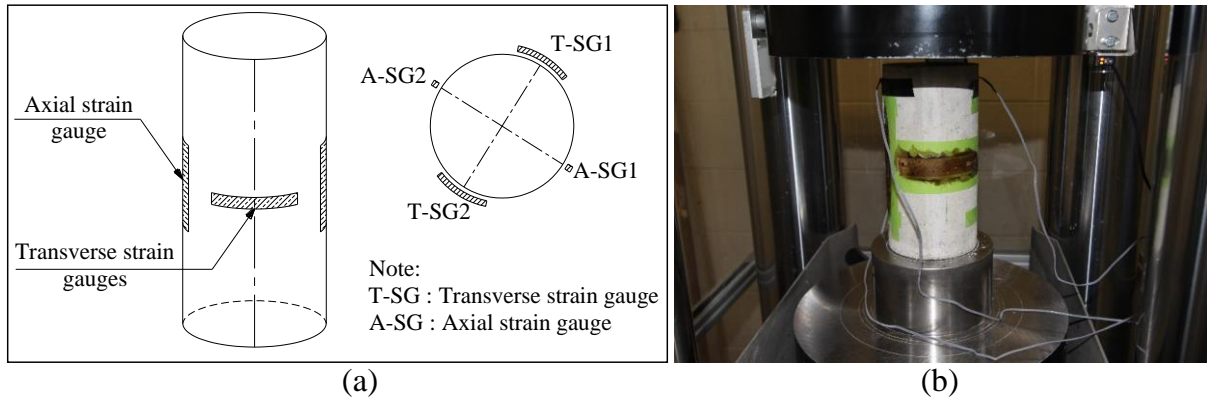 Axial strain
gauge
Transverse strain
gauges
T-SG1
A-SG2
A-SG1
T-SG2
Note:
T-SG : Transverse strain gauge
A-SG : Axial strain gauge
(a)
(b)